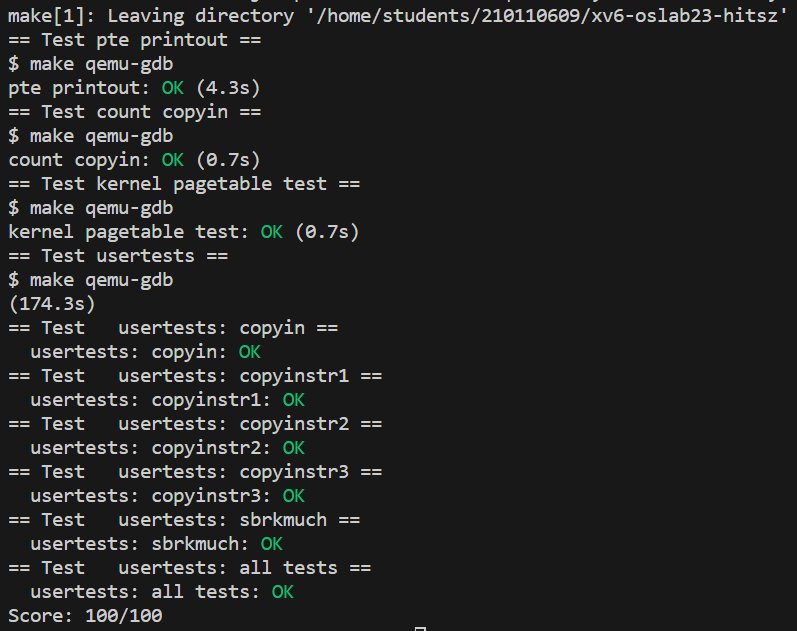 make[1]: Leaving directory '/home/students/210110609/xv6-oslab23-hitsz'
== Test pte printout ==
$ make qemu-gdb
pte printout: OK (4.3s)
== Test count copyin ==
$ make qemu-gdb
count copyin: OK (0.7s)
== Test kernel pagetable test ==
$ make qemu-gdb
kernel pagetable test: OK (0.7s)
== Test usertests ==
$ make qemu-gdb
(174.3s)
== Test   usertests: copyin ==
  usertests: copyin: OK
== Test   usertests: copyinstr1 ==
  usertests: copyinstr1: OK
== Test   usertests: copyinstr2 ==
  usertests: copyinstr2: OK
== Test   usertests: copyinstr3 ==
  usertests: copyinstr3: OK
== Test   usertests: sbrkmuch ==
  usertests: sbrkmuch: OK
== Test   usertests: all tests ==
  usertests: all tests: OK
Score: 100/100